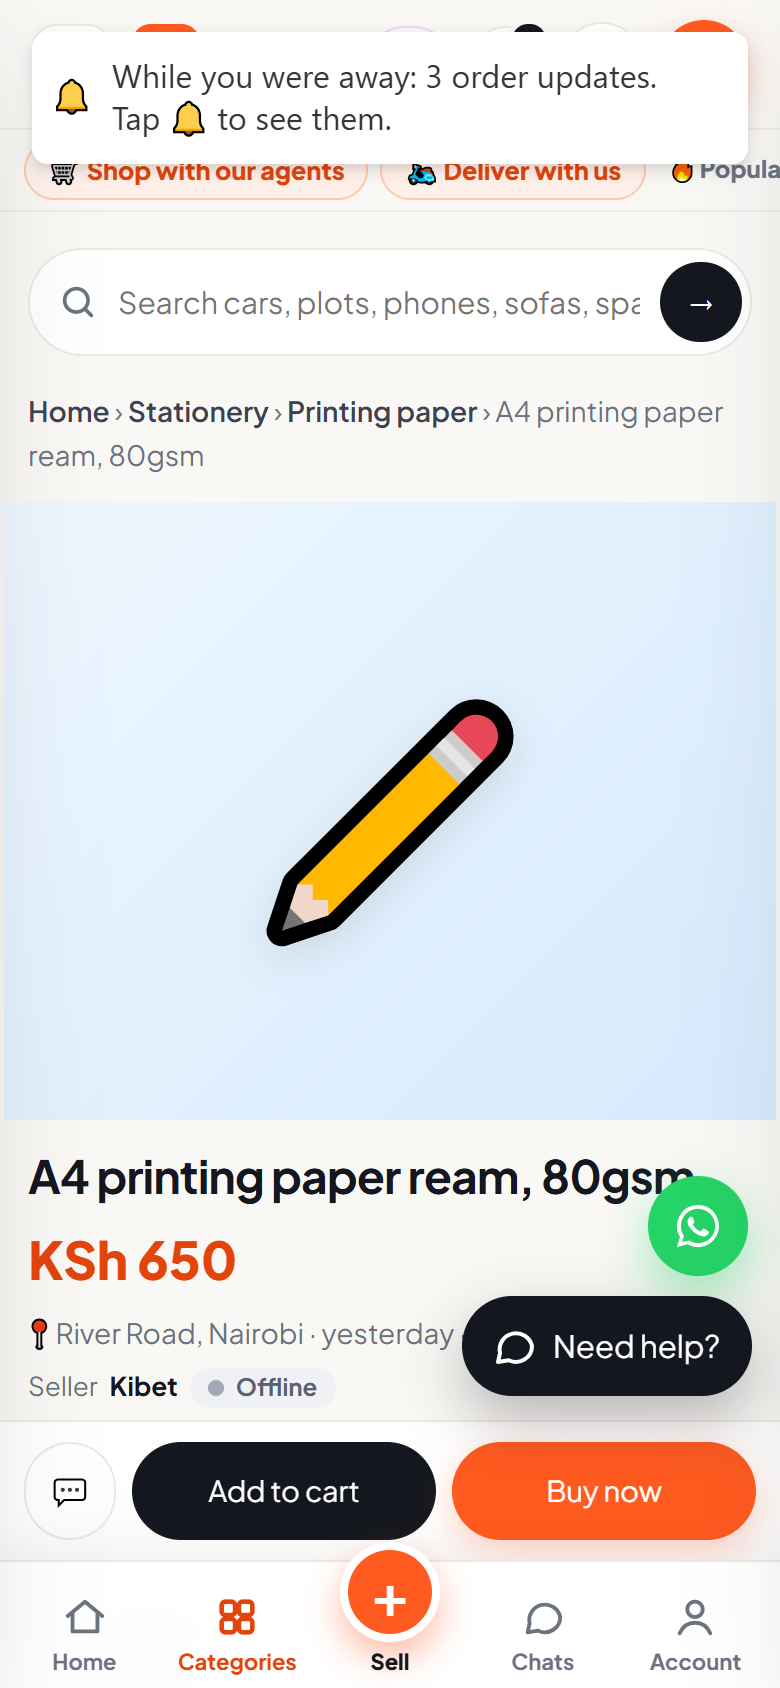 While you were away: 3 order updates.
Tap 🔔 to see them.
Shop with our agents
Deliver with us
Search cars, plots, phones, sofas,
→
Home › Stationery › Printing paper › A4 printing paper
ream, 80gsm
A4 printing paper ream, 80gsm
KSh 650
River Road, Nairobi · yesterday
Need help?
Seller Kibet Offline
Add to cart
Buy now
Home
Categories
Sell
Chats
Account